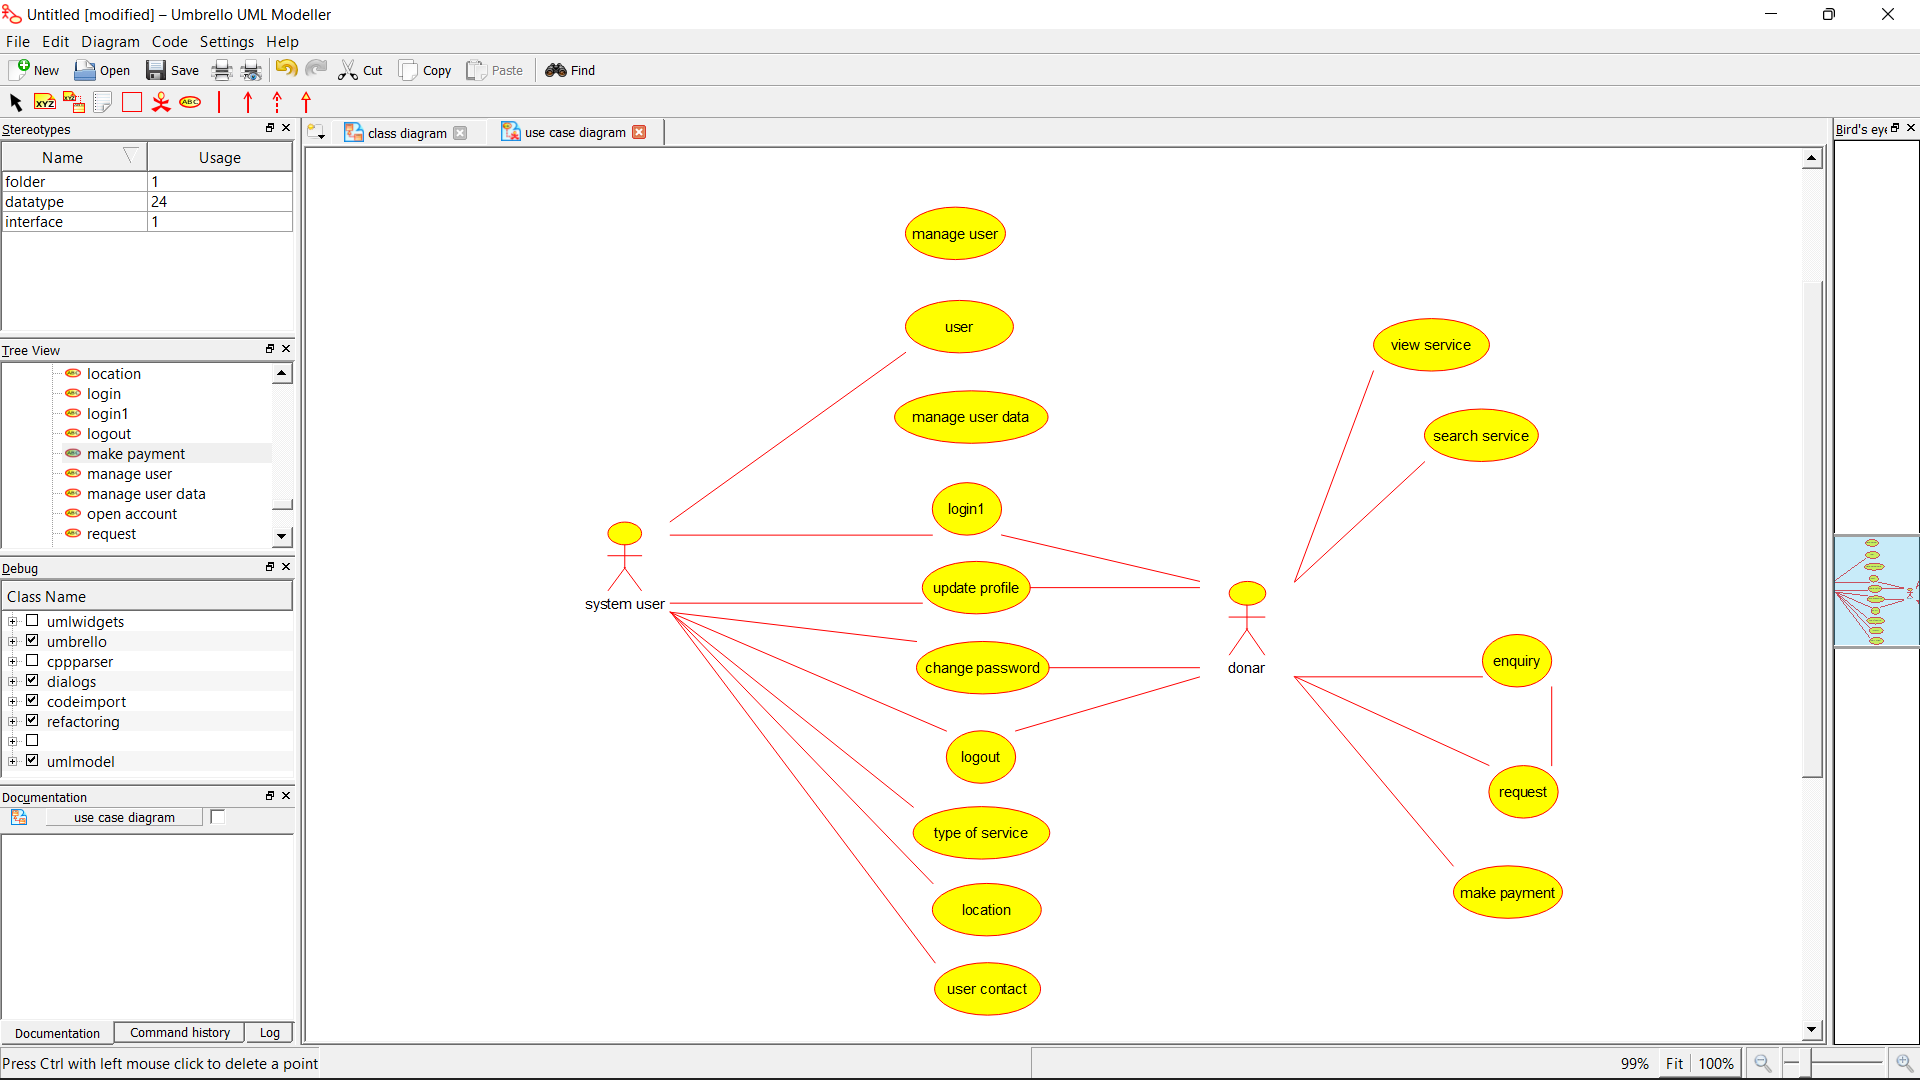 Untitled [modified] – Umbrello UML Modeller
File Edit Diagram Code Settings Help
New Open Save Cut Copy Paste Find
XYZ XYZ ABC
Stereotypes
Name Usage
folder 1
datatype 24
interface 1
Tree View
location
login
login1
logout
make payment
manage user
manage user data
open account
request
Debug
Class Name
umlwidgets
umbrello
cppparser
dialogs
codeimport
refactoring
umlmodel
Documentation
use case diagram
Documentation Command history Log
class diagram use case diagram
manage user
user
manage user data
login1
update profile
change password
logout
type of service
location
user contact
system user
donar
view service
search service
enquiry
request
make payment
Bird's eye
Press Ctrl with left mouse click to delete a point
99% Fit 100%